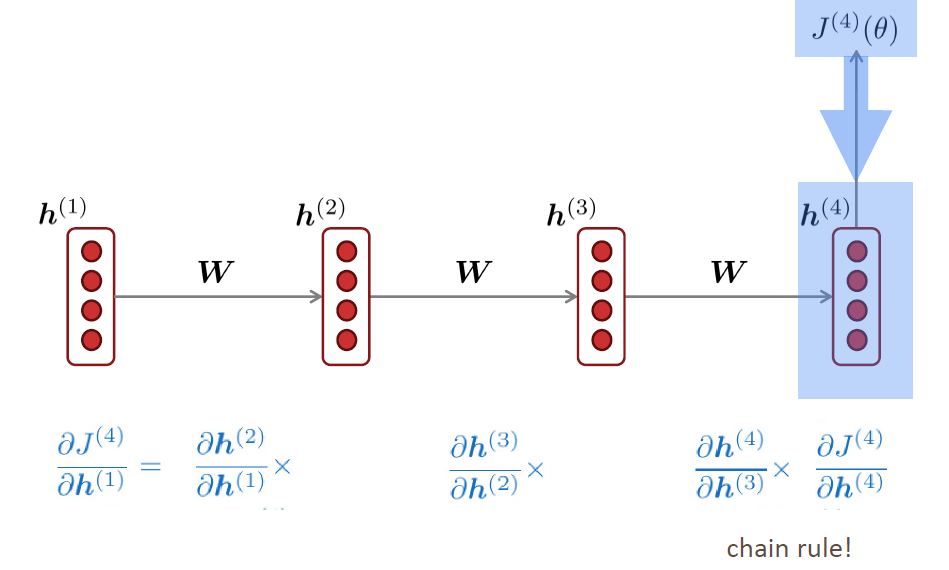 J⁽⁴⁾(θ)
h⁽¹⁾ h⁽²⁾ h⁽³⁾ h⁽⁴⁾
W W W
∂J⁽⁴⁾/∂h⁽¹⁾ = ∂h⁽²⁾/∂h⁽¹⁾ × ∂h⁽³⁾/∂h⁽²⁾ × ∂h⁽⁴⁾/∂h⁽³⁾ × ∂J⁽⁴⁾/∂h⁽⁴⁾
chain rule!